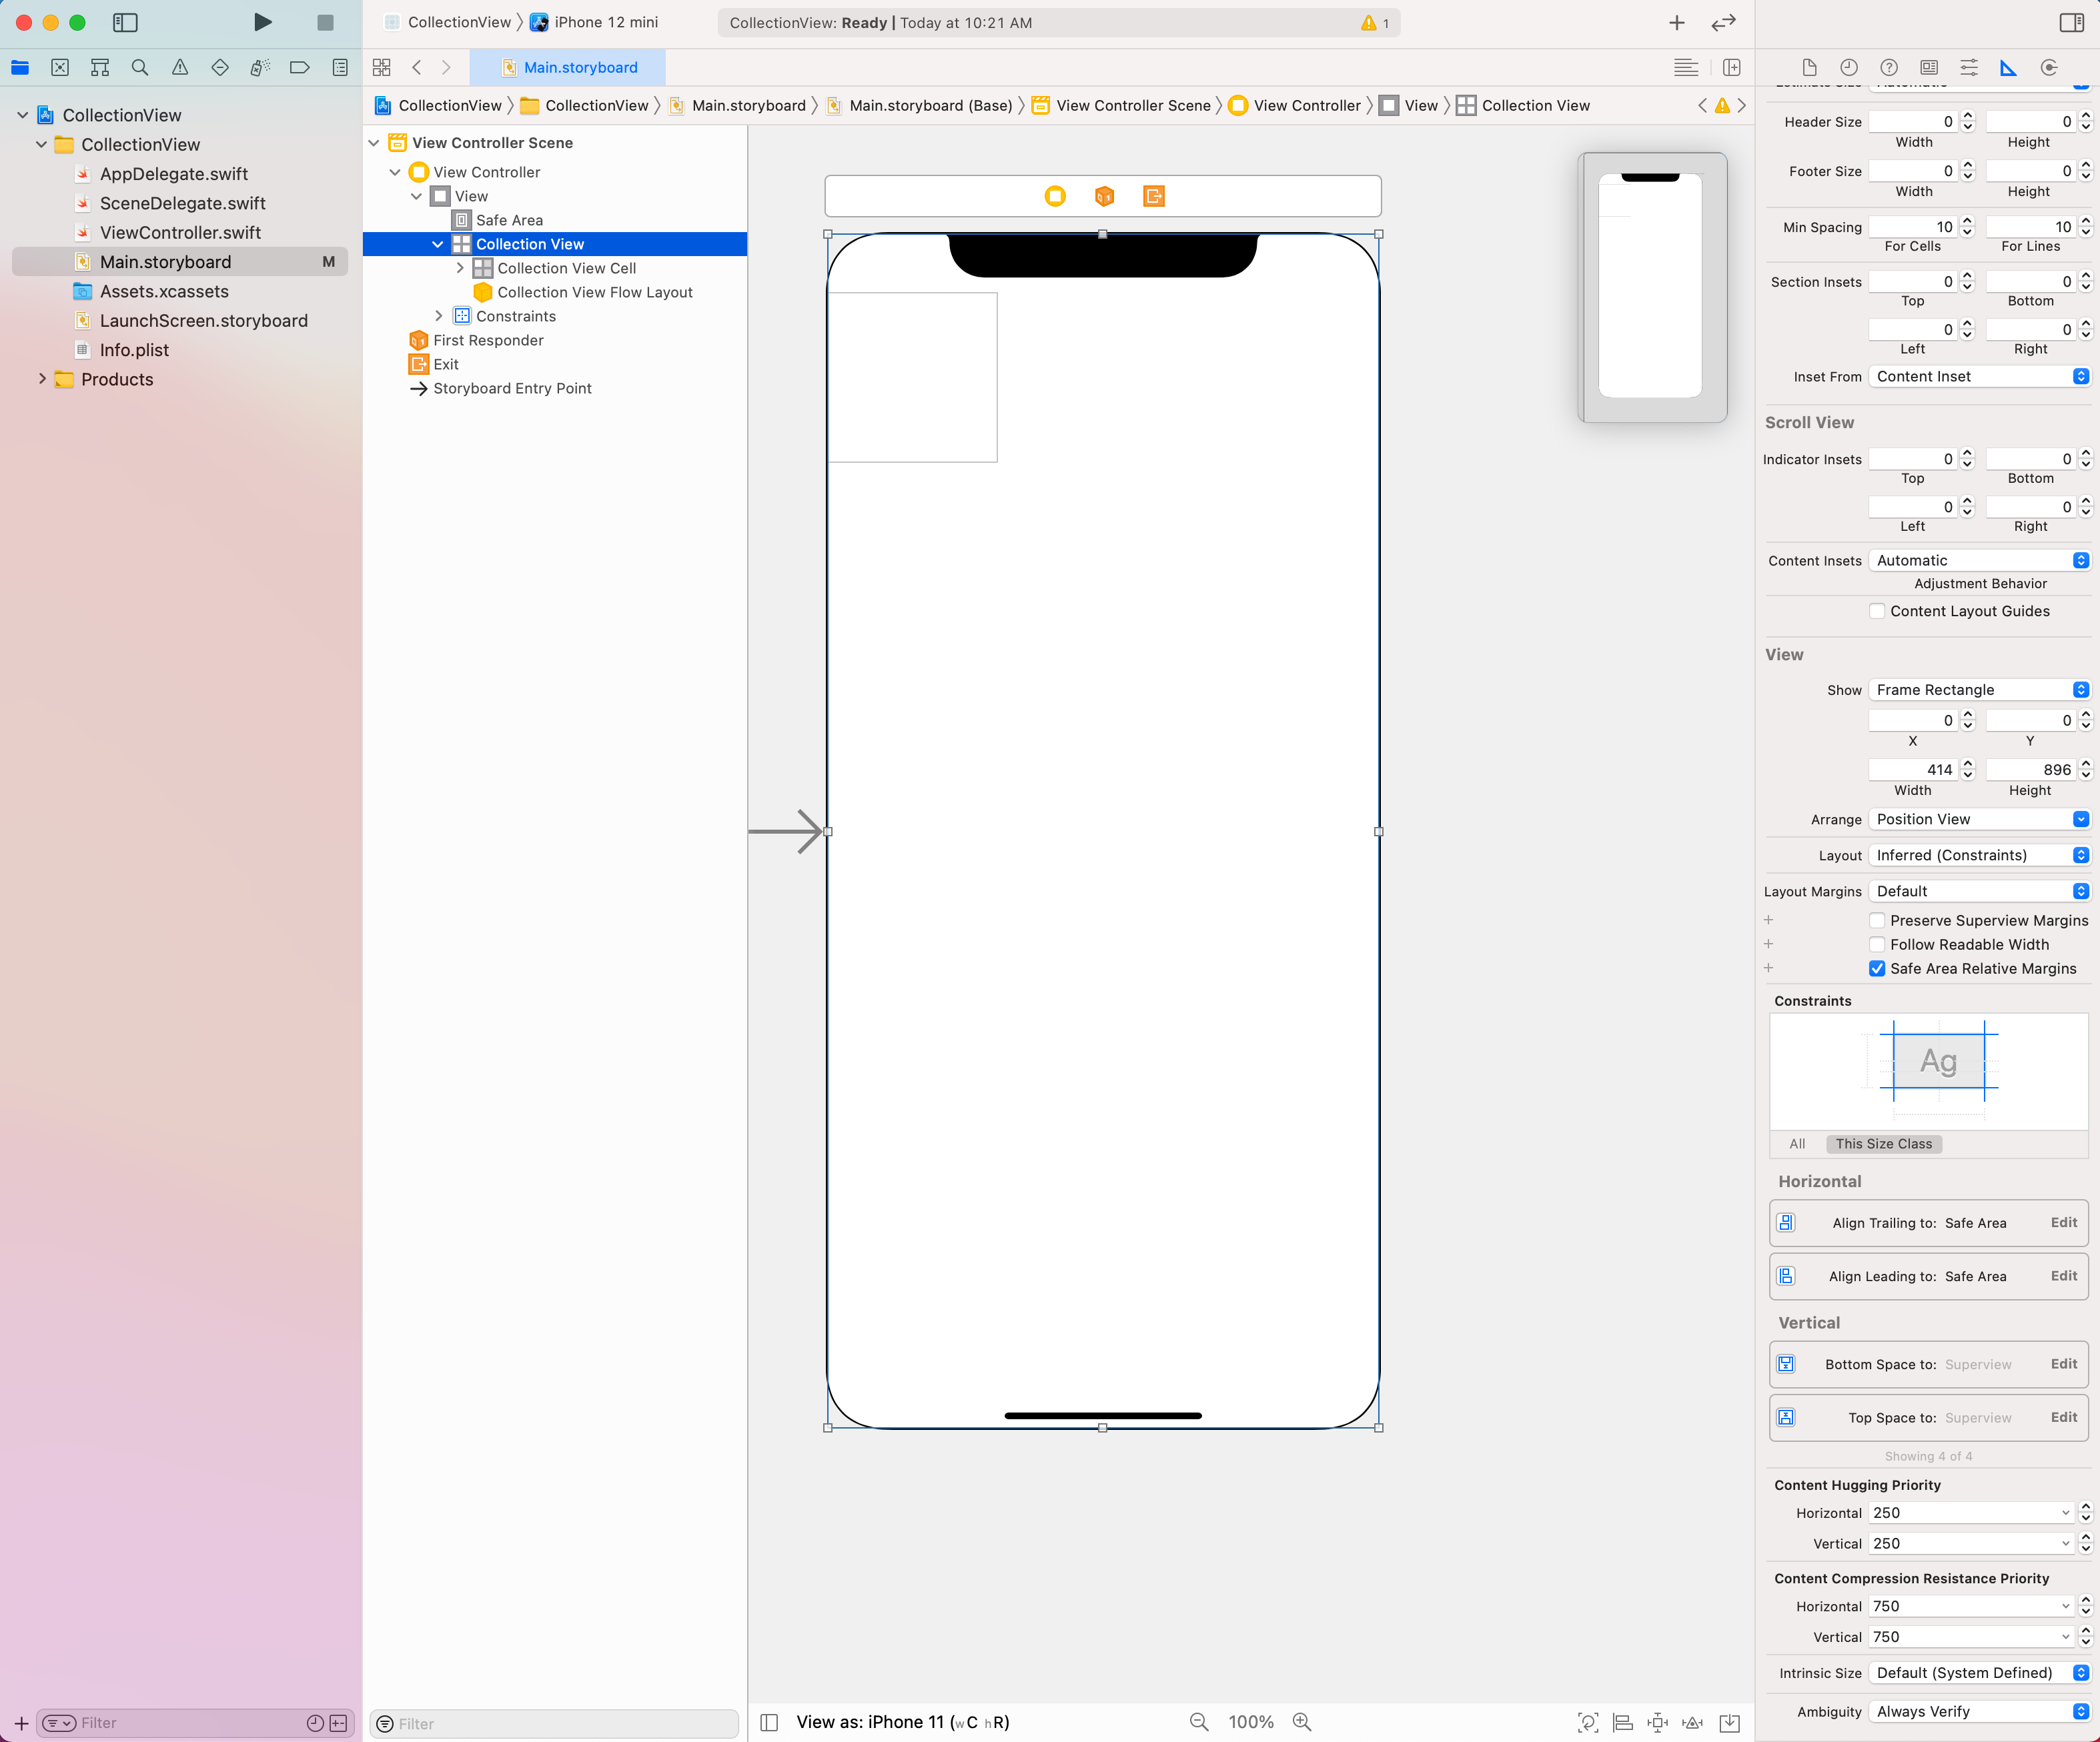 CollectionView
iPhone 12 mini
CollectionView: Ready | Today at 10:21 AM
1
Main.storyboard
CollectionView
CollectionView
Main.storyboard
Main.storyboard (Base)
View Controller Scene
View Controller
View
Collection View
CollectionView
CollectionView
AppDelegate.swift
SceneDelegate.swift
ViewController.swift
Main.storyboard M
Assets.xcassets
LaunchScreen.storyboard
Info.plist
Products
Filter
View Controller Scene
View Controller
View
Safe Area
Collection View
Collection View Cell
Collection View Flow Layout
Constraints
First Responder
Exit
Storyboard Entry Point
Filter
View as: iPhone 11 (wC hR)
100%
Estimate Size Automatic
Header Size 0 0
Width Height
Footer Size 0 0
Width Height
Min Spacing 10 10
For Cells For Lines
Section Insets 0 0
Top Bottom
0 0
Left Right
Inset From Content Inset
Scroll View
Indicator Insets 0 0
Top Bottom
0 0
Left Right
Content Insets Automatic
Adjustment Behavior
Content Layout Guides
View
Show Frame Rectangle
0 0
X Y
414 896
Width Height
Arrange Position View
Layout Inferred (Constraints)
Layout Margins Default
Preserve Superview Margins
Follow Readable Width
Safe Area Relative Margins
Constraints
Ag
All This Size Class
Horizontal
Align Trailing to: Safe Area Edit
Align Leading to: Safe Area Edit
Vertical
Bottom Space to: Superview Edit
Top Space to: Superview Edit
Showing 4 of 4
Content Hugging Priority
Horizontal 250
Vertical 250
Content Compression Resistance Priority
Horizontal 750
Vertical 750
Intrinsic Size Default (System Defined)
Ambiguity Always Verify